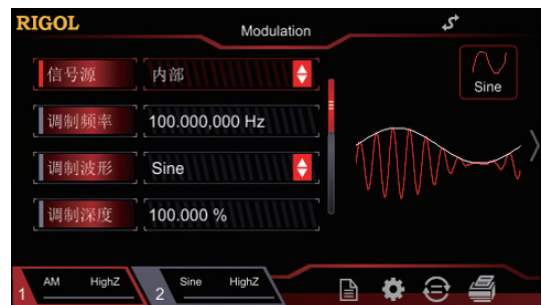 RIGOL
Modulation
信号源 内部
Sine
调制频率 100.000,000 Hz
调制波形 Sine
调制深度 100.000 %
1 AM HighZ
2 Sine HighZ